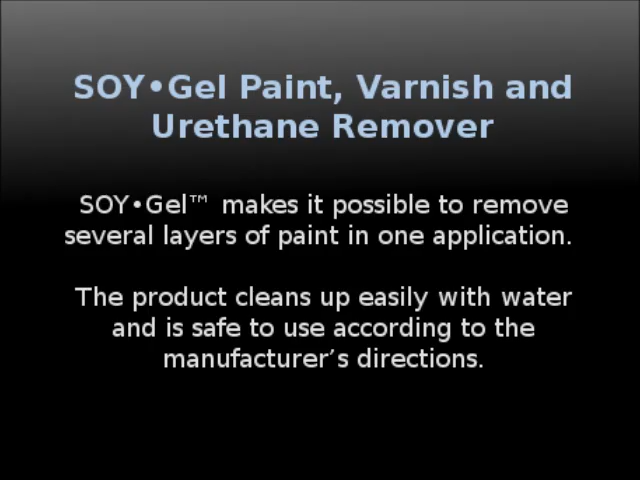 SOY•Gel Paint, Varnish and
Urethane Remover
SOY•Gel™ makes it possible to remove
several layers of paint in one application.
The product cleans up easily with water
and is safe to use according to the
manufacturer’s directions.